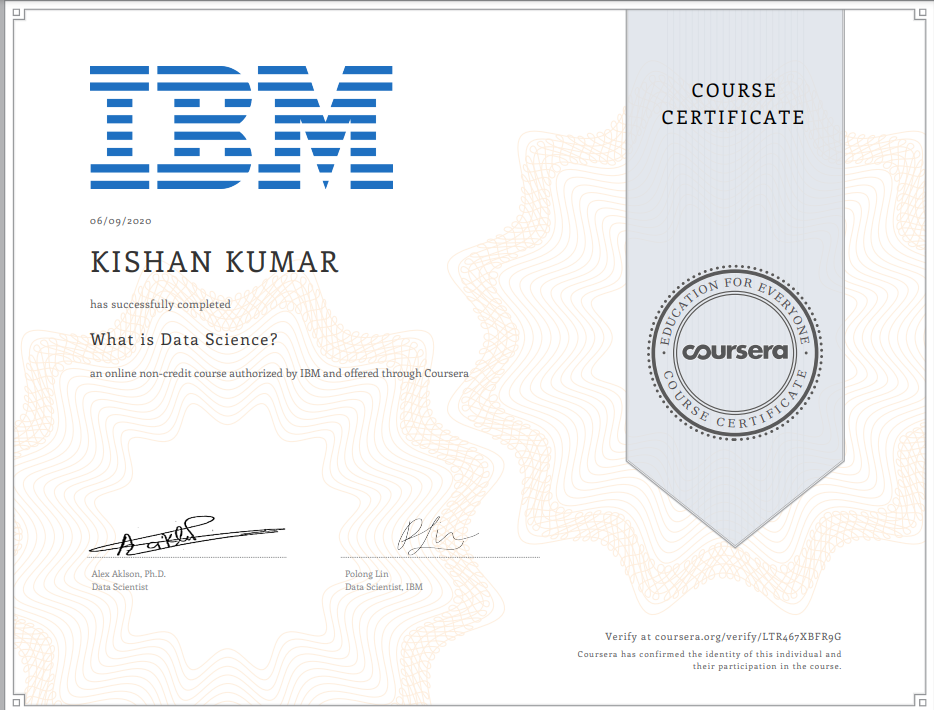 IBM
COURSE
CERTIFICATE
06/09/2020
KISHAN KUMAR
has successfully completed
What is Data Science?
an online non-credit course authorized by IBM and offered through Coursera
EDUCATION FOR EVERYONE
coursera
COURSE CERTIFICATE
Alex Aklson, Ph.D.
Data Scientist
Polong Lin
Data Scientist, IBM
Verify at coursera.org/verify/LTR467XBFR9G
Coursera has confirmed the identity of this individual and
their participation in the course.